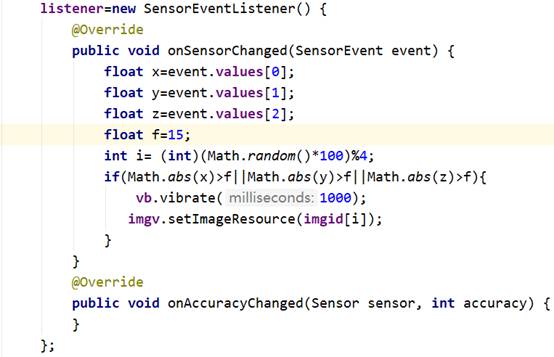 listener=new SensorEventListener() {
    @Override
    public void onSensorChanged(SensorEvent event) {
        float x=event.values[0];
        float y=event.values[1];
        float z=event.values[2];
        float f=15;
        int i= (int)(Math.random()*100)%4;
        if(Math.abs(x)>f||Math.abs(y)>f||Math.abs(z)>f){
            vb.vibrate( milliseconds: 1000);
           imgv.setImageResource(imgid[i]);
        }
    }
    @Override
    public void onAccuracyChanged(Sensor sensor, int accuracy) {
    }
};